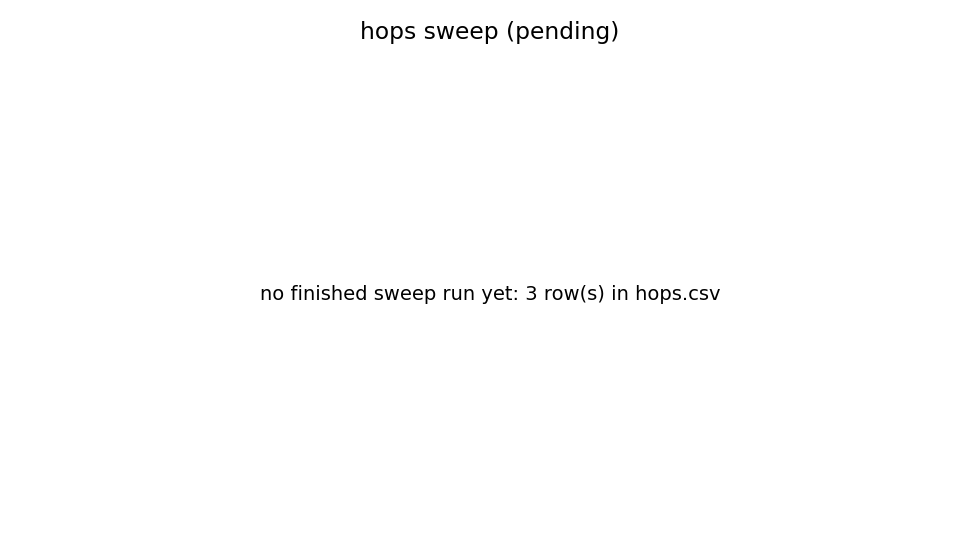 hops sweep (pending)
no finished sweep run yet: 3 row(s) in hops.csv